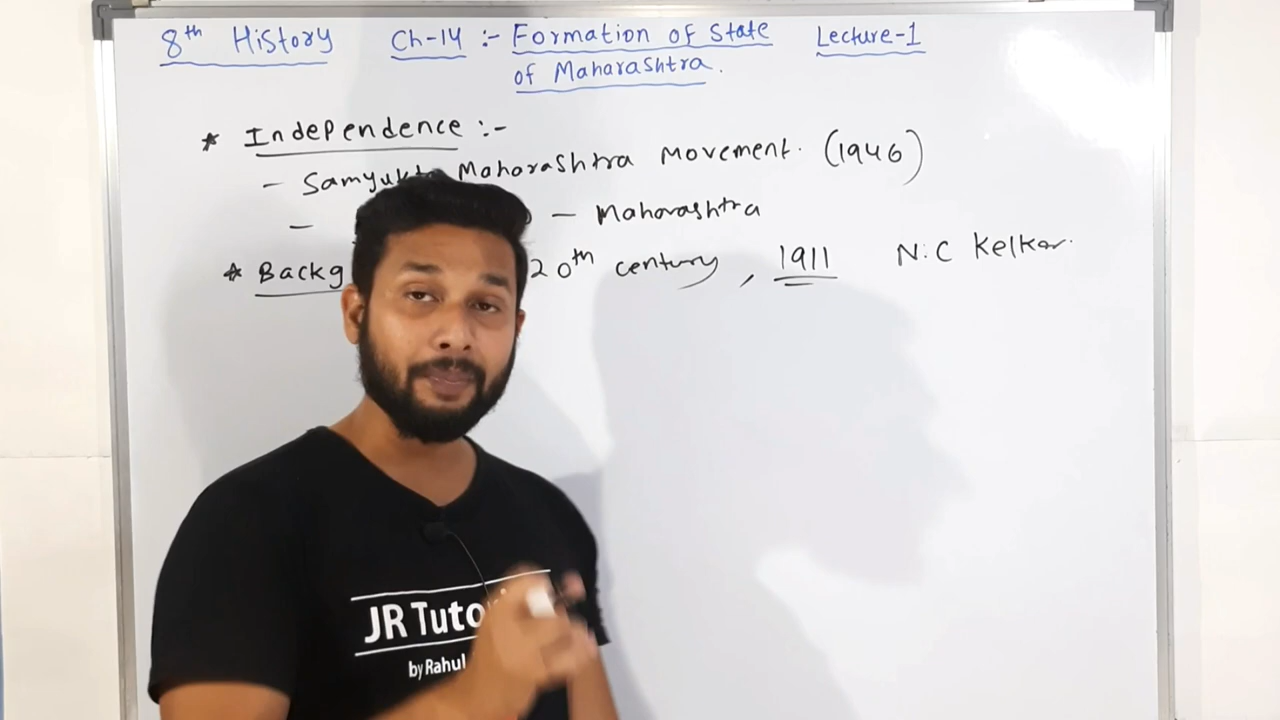 8th History Ch-14 :- Formation of State Lecture-1
of Maharashtra.
* Independence :-
- Samyukta Maharashtra Movement. (1946)
- — Maharashtra
* Backg 20th century, 1911 N.C Kelkar.
JR Tuto
by Rahul